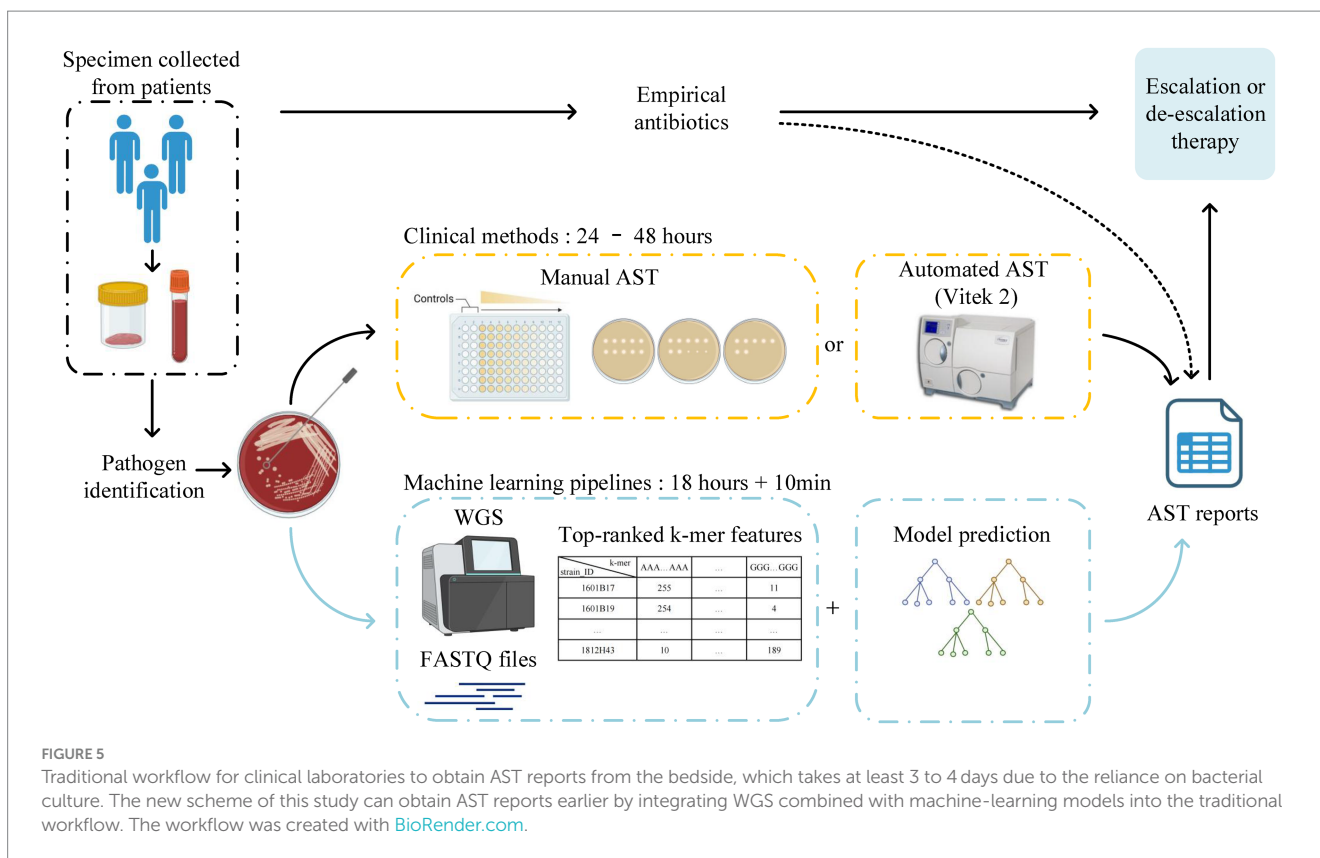 Specimen collected
from patients
Empirical
antibiotics
Escalation or
de-escalation
therapy
Clinical methods : 24 - 48 hours
Manual AST
Controls
or
Automated AST
(Vitek 2)
Pathogen
identification
AST reports
Machine learning pipelines : 18 hours + 10min
WGS
FASTQ files
Top-ranked k-mer features
k-mer
strain_ID
AAA…AAA
…
GGG…GGG
1601B17 255 … 11
1601B19 254 … 4
… … …
1812H43 10 … 189
+
Model prediction
FIGURE 5
Traditional workflow for clinical laboratories to obtain AST reports from the bedside, which takes at least 3 to 4 days due to the reliance on bacterial
culture. The new scheme of this study can obtain AST reports earlier by integrating WGS combined with machine-learning models into the traditional
workflow. The workflow was created with BioRender.com.